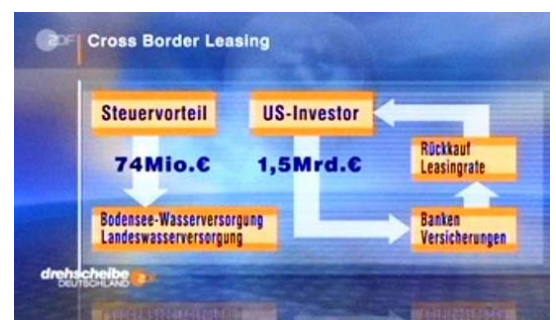 ZDF
Cross Border Leasing
Steuervorteil
US-Investor
74Mio.€
1,5Mrd.€
Rückkauf
Leasingrate
Bodensee-Wasserversorgung
Landeswasserversorgung
Banken
Versicherungen
drehscheibe
DEUTSCHLAND
ZDF